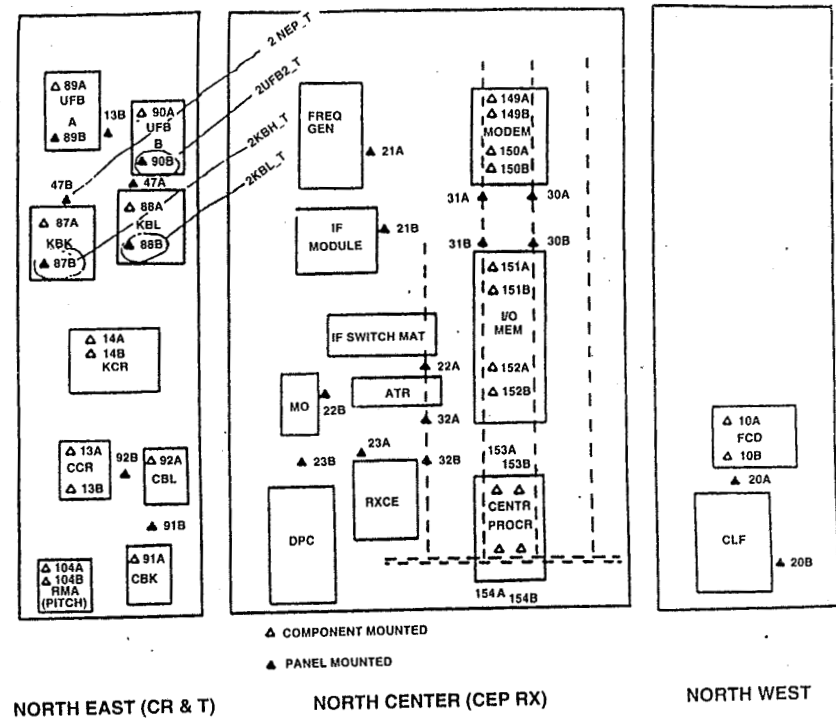 2 NEP_T
2UFB2_T
2KBH_T
2KBL_T
89A
UFB
A
89B
13B
90A
UFB
B
90B
47B
47A
87A
KBK
87B
88A
KBL
88B
14A
14B
KCR
13A
CCR
13B
92B
92A
CBL
91B
104A
104B
RMA
(PITCH)
91A
CBK
FREQ
GEN
21A
IF
MODULE
21B
IF SWITCH MAT
22A
MO
22B
ATR
32A
23A
23B
32B
RXCE
DPC
149A
149B
MODEM
150A
150B
31A
30A
31B
30B
151A
151B
I/O
MEM
152A
152B
153A
153B
CENTR
PROCR
154A
154B
10A
FCD
10B
20A
CLF
20B
COMPONENT MOUNTED
PANEL MOUNTED
NORTH EAST (CR & T)
NORTH CENTER (CEP RX)
NORTH WEST